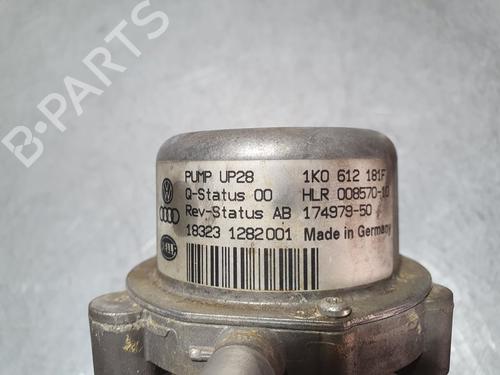 B-PARTS
PUMP UP28 1K0 612 181F
Q-Status 00 HLR 008570-10
Rev-Status AB 174979-50
18323 1282001 Made in Germany
HELLA